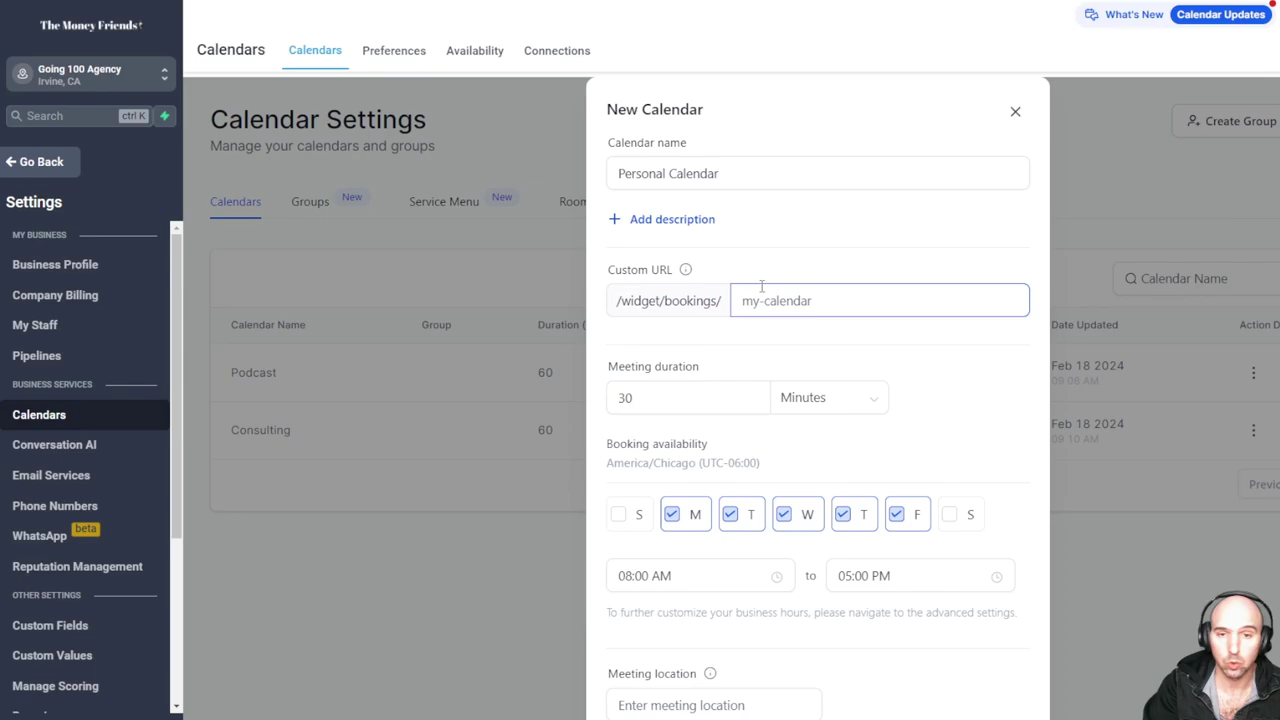 The Money Friends
What's New
Calendar Updates
Calendars
Calendars
Preferences
Availability
Connections
Going 100 Agency
Irvine, CA
Search
ctrl K
Go Back
Settings
MY BUSINESS
Business Profile
Company Billing
My Staff
Pipelines
BUSINESS SERVICES
Calendars
Conversation AI
Email Services
Phone Numbers
WhatsApp
beta
Reputation Management
OTHER SETTINGS
Custom Fields
Custom Values
Manage Scoring
Calendar Settings
Manage your calendars and groups
Create Group
Calendars
Groups
New
Service Menu
New
Room
Calendar Name
Calendar Name
Group
Duration (
Date Updated
Action D
Podcast
60
Feb 18 2024
09:08 AM
Consulting
60
Feb 18 2024
09:10 AM
Previo
New Calendar
Calendar name
Personal Calendar
+ Add description
Custom URL
/widget/bookings/
my-calendar
Meeting duration
30
Minutes
Booking availability
America/Chicago (UTC-06:00)
S M T W T F S
08:00 AM to 05:00 PM
To further customize your business hours, please navigate to the advanced settings.
Meeting location
Enter meeting location